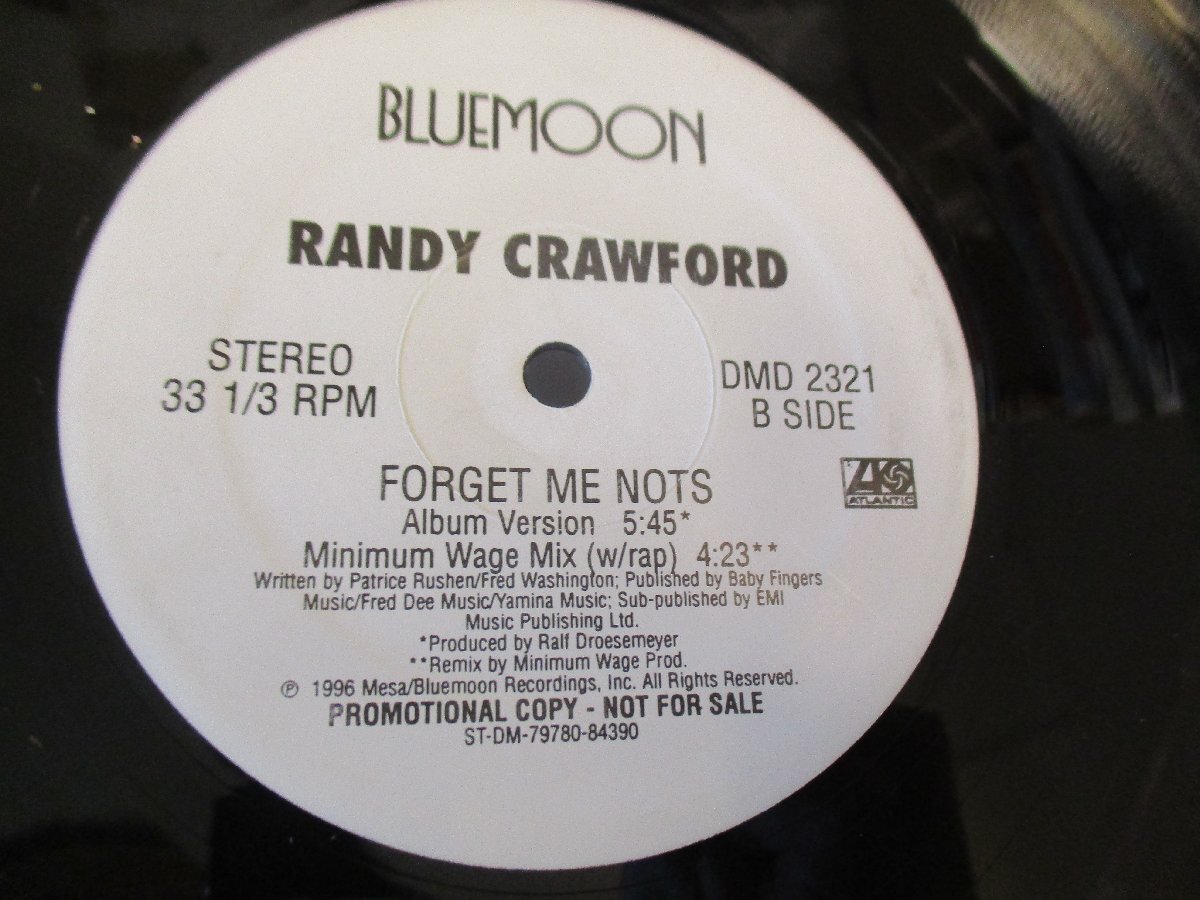 BLUEMOON
RANDY CRAWFORD
STEREO
33 1/3 RPM
DMD 2321
B SIDE
ATLANTIC
FORGET ME NOTS
Album Version 5:45*
Minimum Wage Mix (w/rap) 4:23**
Written by Patrice Rushen/Fred Washington; Published by Baby Fingers
Music/Fred Dee Music/Yamina Music; Sub-published by EMI
Music Publishing Ltd.
*Produced by Ralf Droesemeyer
**Remix by Minimum Wage Prod.
℗ 1996 Mesa/Bluemoon Recordings, Inc. All Rights Reserved.
PROMOTIONAL COPY - NOT FOR SALE
ST-DM-79780-84390